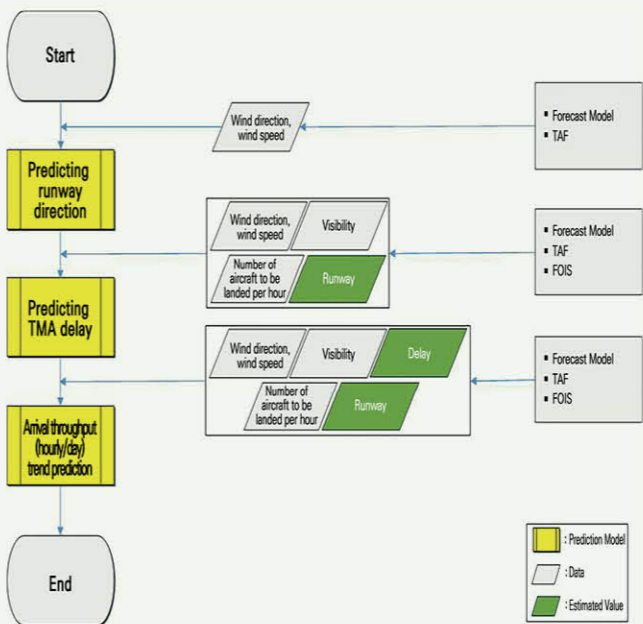 Start
Wind direction,
wind speed
▪ Forecast Model
▪ TAF
Predicting
runway
direction
Wind direction,
wind speed
Visibility
Number of
aircraft to be
landed per hour
Runway
▪ Forecast Model
▪ TAF
▪ FOIS
Predicting
TMA delay
Wind direction,
wind speed
Visibility
Delay
Number of
aircraft to be
landed per hour
Runway
▪ Forecast Model
▪ TAF
▪ FOIS
Arrival throughput
(hourly/day)
trend prediction
End
: Prediction Model
: Data
: Estimated Value